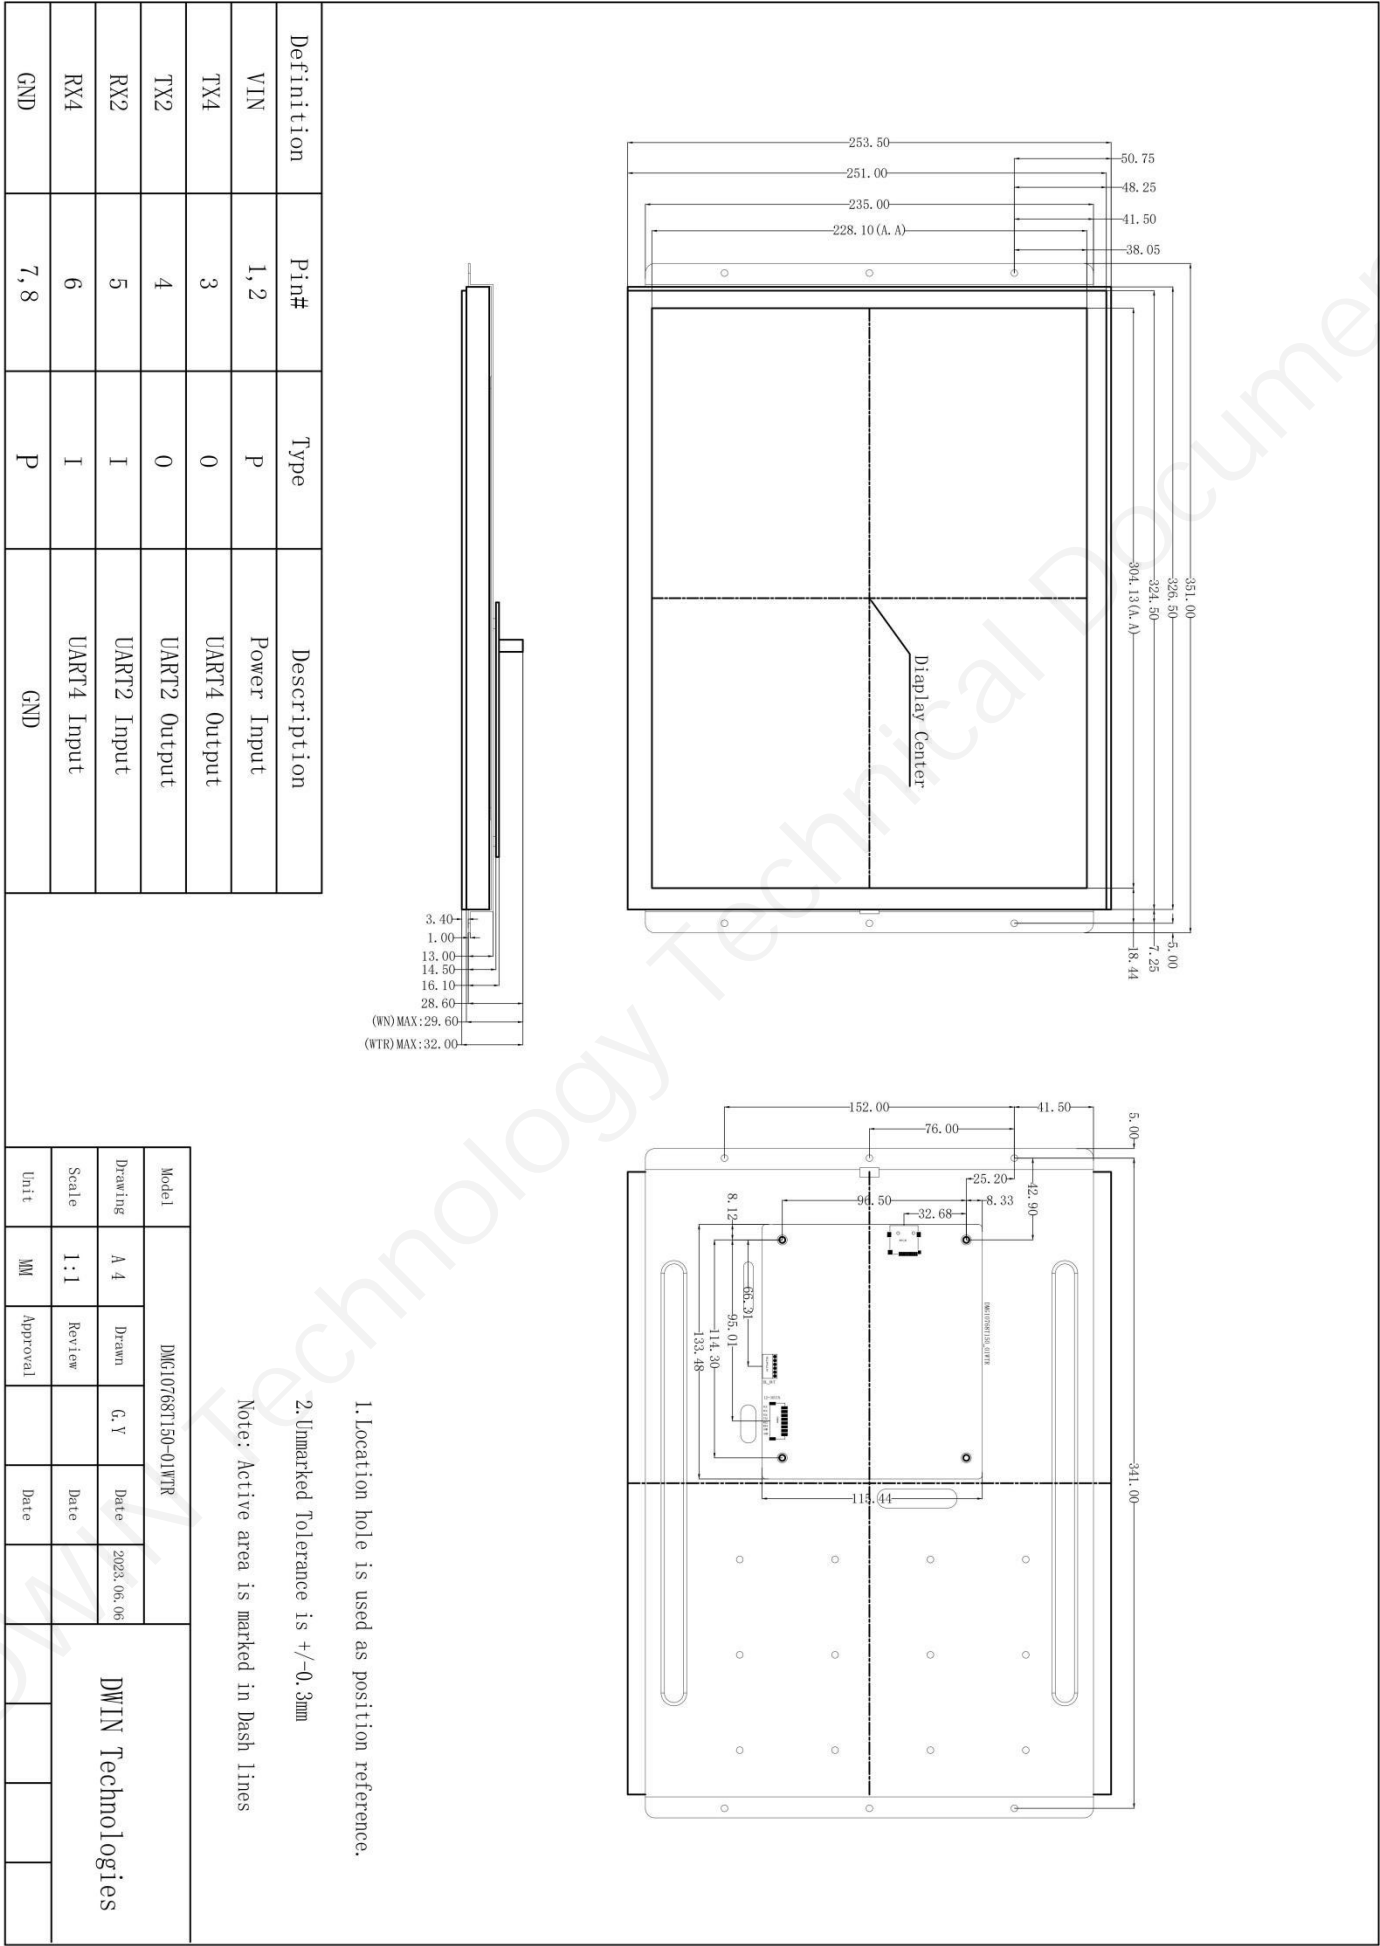 253.50
251.00
235.00
228.10(A.A)
50.75
48.25
41.50
38.05
351.00
326.50
324.50
304.13(A.A)
Diaplay Center
5.00
7.25
18.44
3.40
1.00
13.00
14.50
16.10
28.60
(WN)MAX:29.60
(WTR)MAX:32.00
152.00
41.50
76.00
5.00
25.20
42.90
96.50
8.33
32.68
8.12
66.31
95.01
114.30
133.48
115.44
341.00
DMG10768T150_01WTR
1.Location hole is used as position reference.
2.Unmarked Tolerance is +/-0.3mm
Note: Active area is marked in Dash lines
Definition Pin# Type Description
VIN 1,2 P Power Input
TX4 3 O UART4 Output
TX2 4 O UART2 Output
RX2 5 I UART2 Input
RX4 6 I UART4 Input
GND 7,8 P GND
Model DMG10768T150-01WTR
Drawing A 4 Drawn G.Y Date 2023.06.06
Scale 1:1 Review Date
Unit MM Approval Date
DWIN Technologies
DWIN Technology Technical Documen